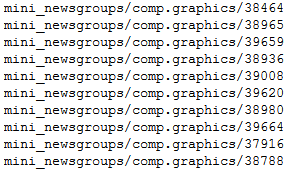 mini_newsgroups/comp.graphics/38464
mini_newsgroups/comp.graphics/38965
mini_newsgroups/comp.graphics/39659
mini_newsgroups/comp.graphics/38936
mini_newsgroups/comp.graphics/39008
mini_newsgroups/comp.graphics/39620
mini_newsgroups/comp.graphics/38980
mini_newsgroups/comp.graphics/39664
mini_newsgroups/comp.graphics/37916
mini_newsgroups/comp.graphics/38788